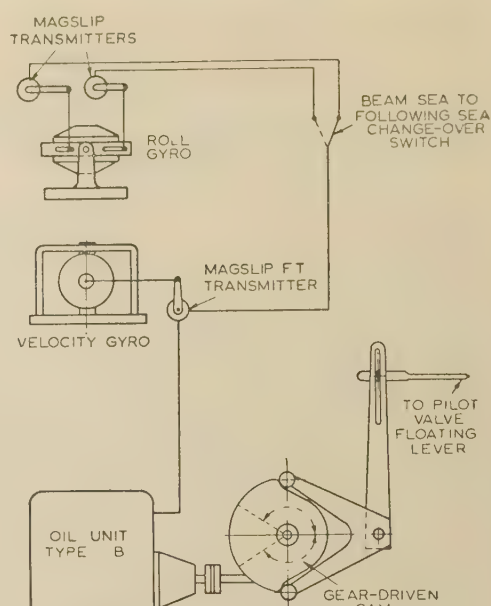 MAGSLIP
TRANSMITTERS
BEAM SEA TO
FOLLOWING SEA
CHANGE-OVER
SWITCH
ROLL
GYRO
MAGSLIP FT
TRANSMITTER
VELOCITY GYRO
TO PILOT
VALVE
FLOATING
LEVER
OIL UNIT
TYPE B
GEAR-DRIVEN